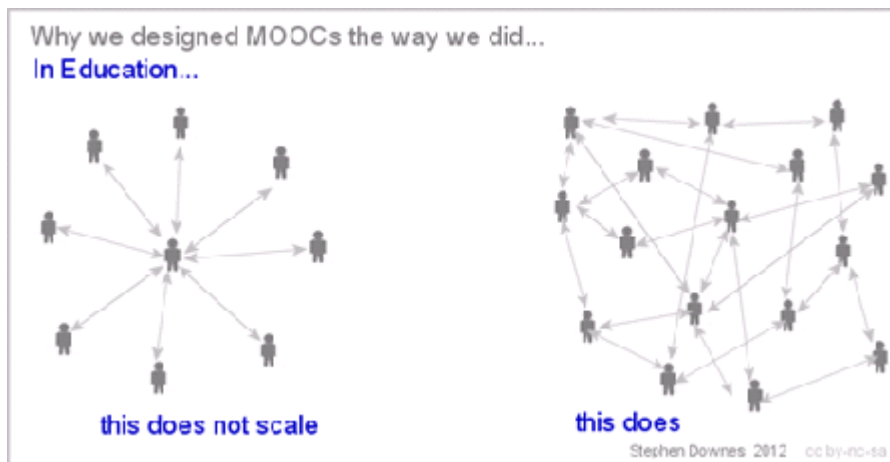 Why we designed MOOCs the way we did...
In Education...
this does not scale
this does
Stephen Downes 2012 cc by-nc-sa